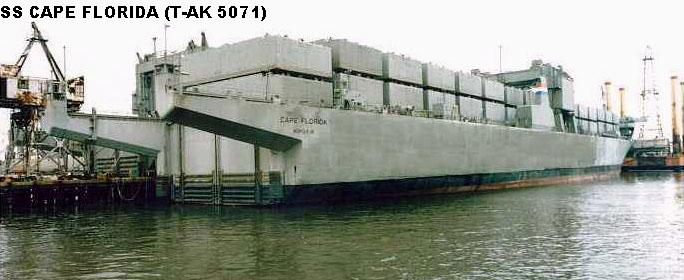 SS CAPE FLORIDA (T-AK 5071)
CAPE FLORIDA